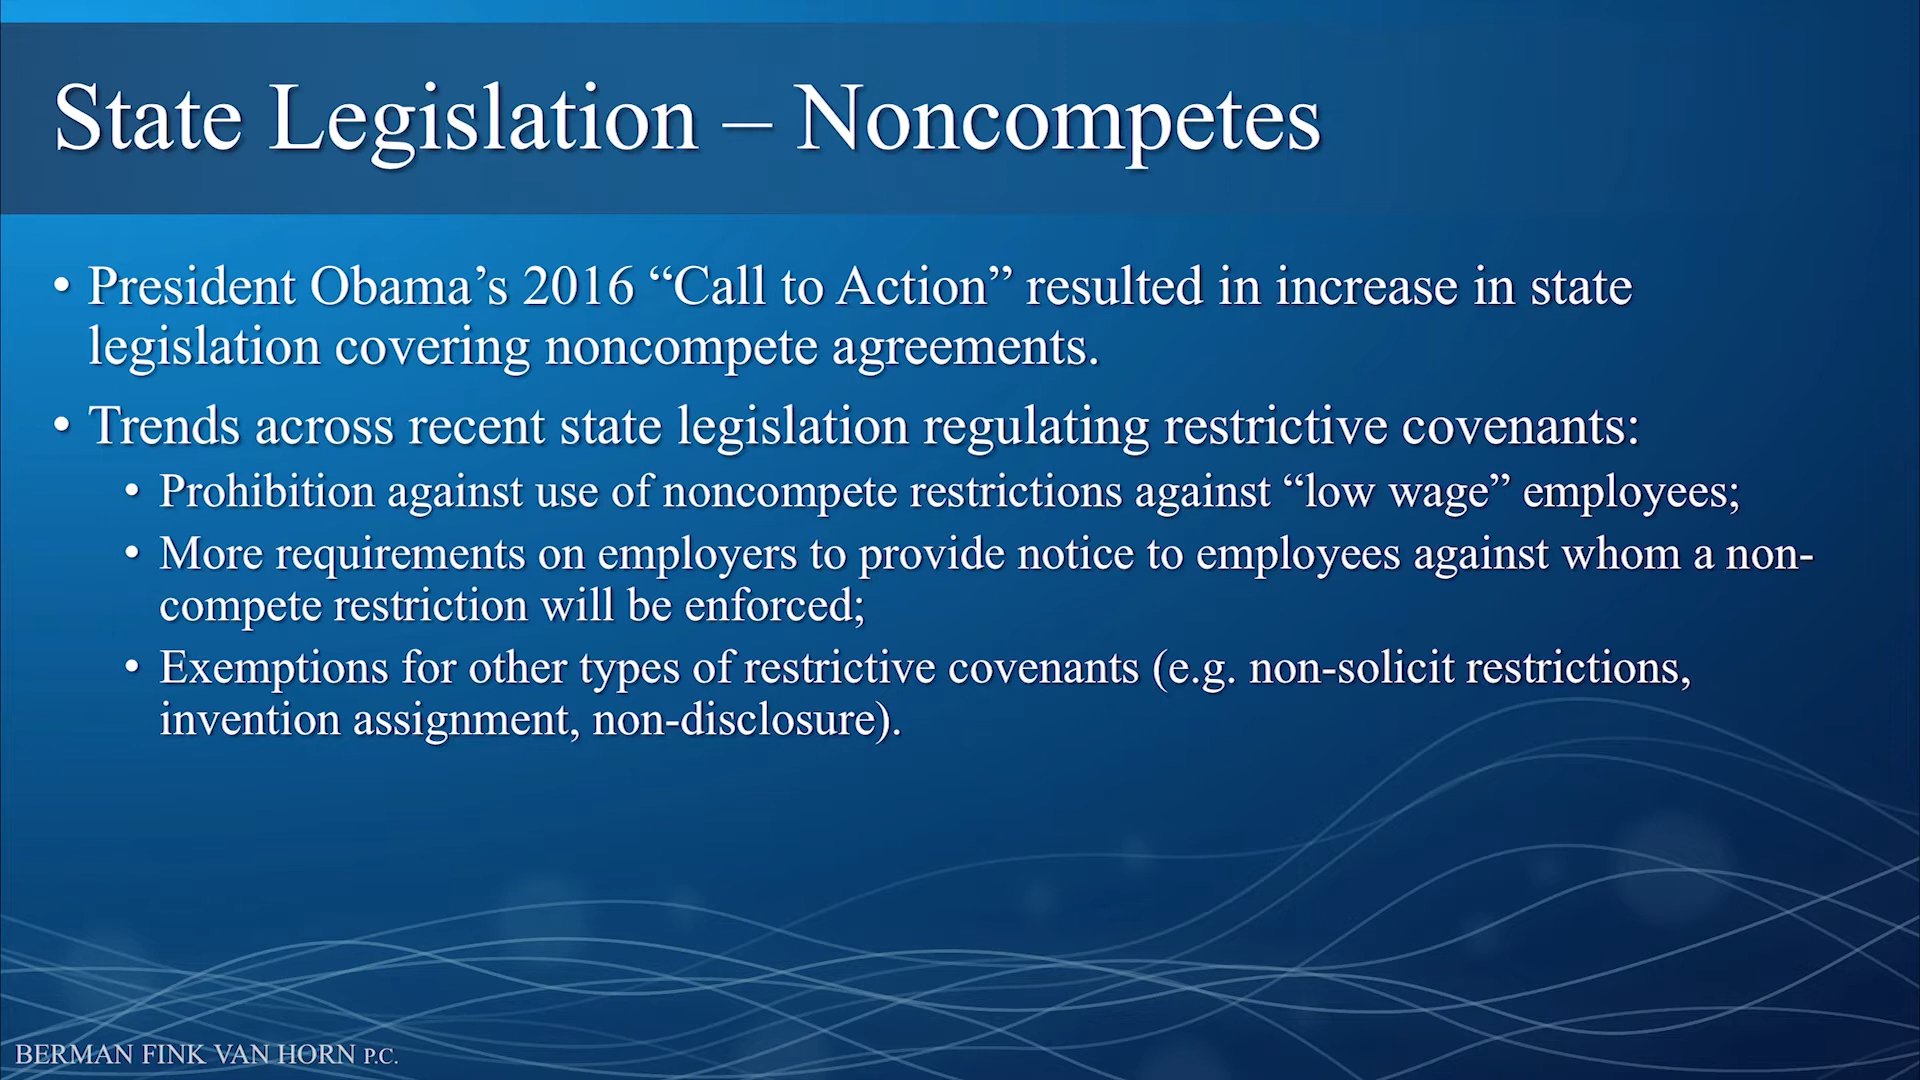 State Legislation – Noncompetes
• President Obama’s 2016 “Call to Action” resulted in increase in state
legislation covering noncompete agreements.
• Trends across recent state legislation regulating restrictive covenants:
• Prohibition against use of noncompete restrictions against “low wage” employees;
• More requirements on employers to provide notice to employees against whom a non-
compete restriction will be enforced;
• Exemptions for other types of restrictive covenants (e.g. non-solicit restrictions,
invention assignment, non-disclosure).
BERMAN FINK VAN HORN P.C.